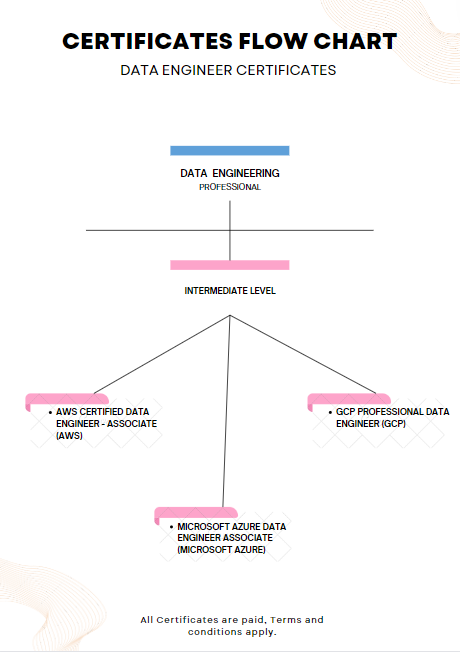 CERTIFICATES FLOW CHART
DATA ENGINEER CERTIFICATES
DATA ENGINEERING
PROFESSIONAL
INTERMEDIATE LEVEL
• AWS CERTIFIED DATA
ENGINEER - ASSOCIATE
(AWS)
• GCP PROFESSIONAL DATA
ENGINEER (GCP)
• MICROSOFT AZURE DATA
ENGINEER ASSOCIATE
(MICROSOFT AZURE)
All Certificates are paid, Terms and
conditions apply.